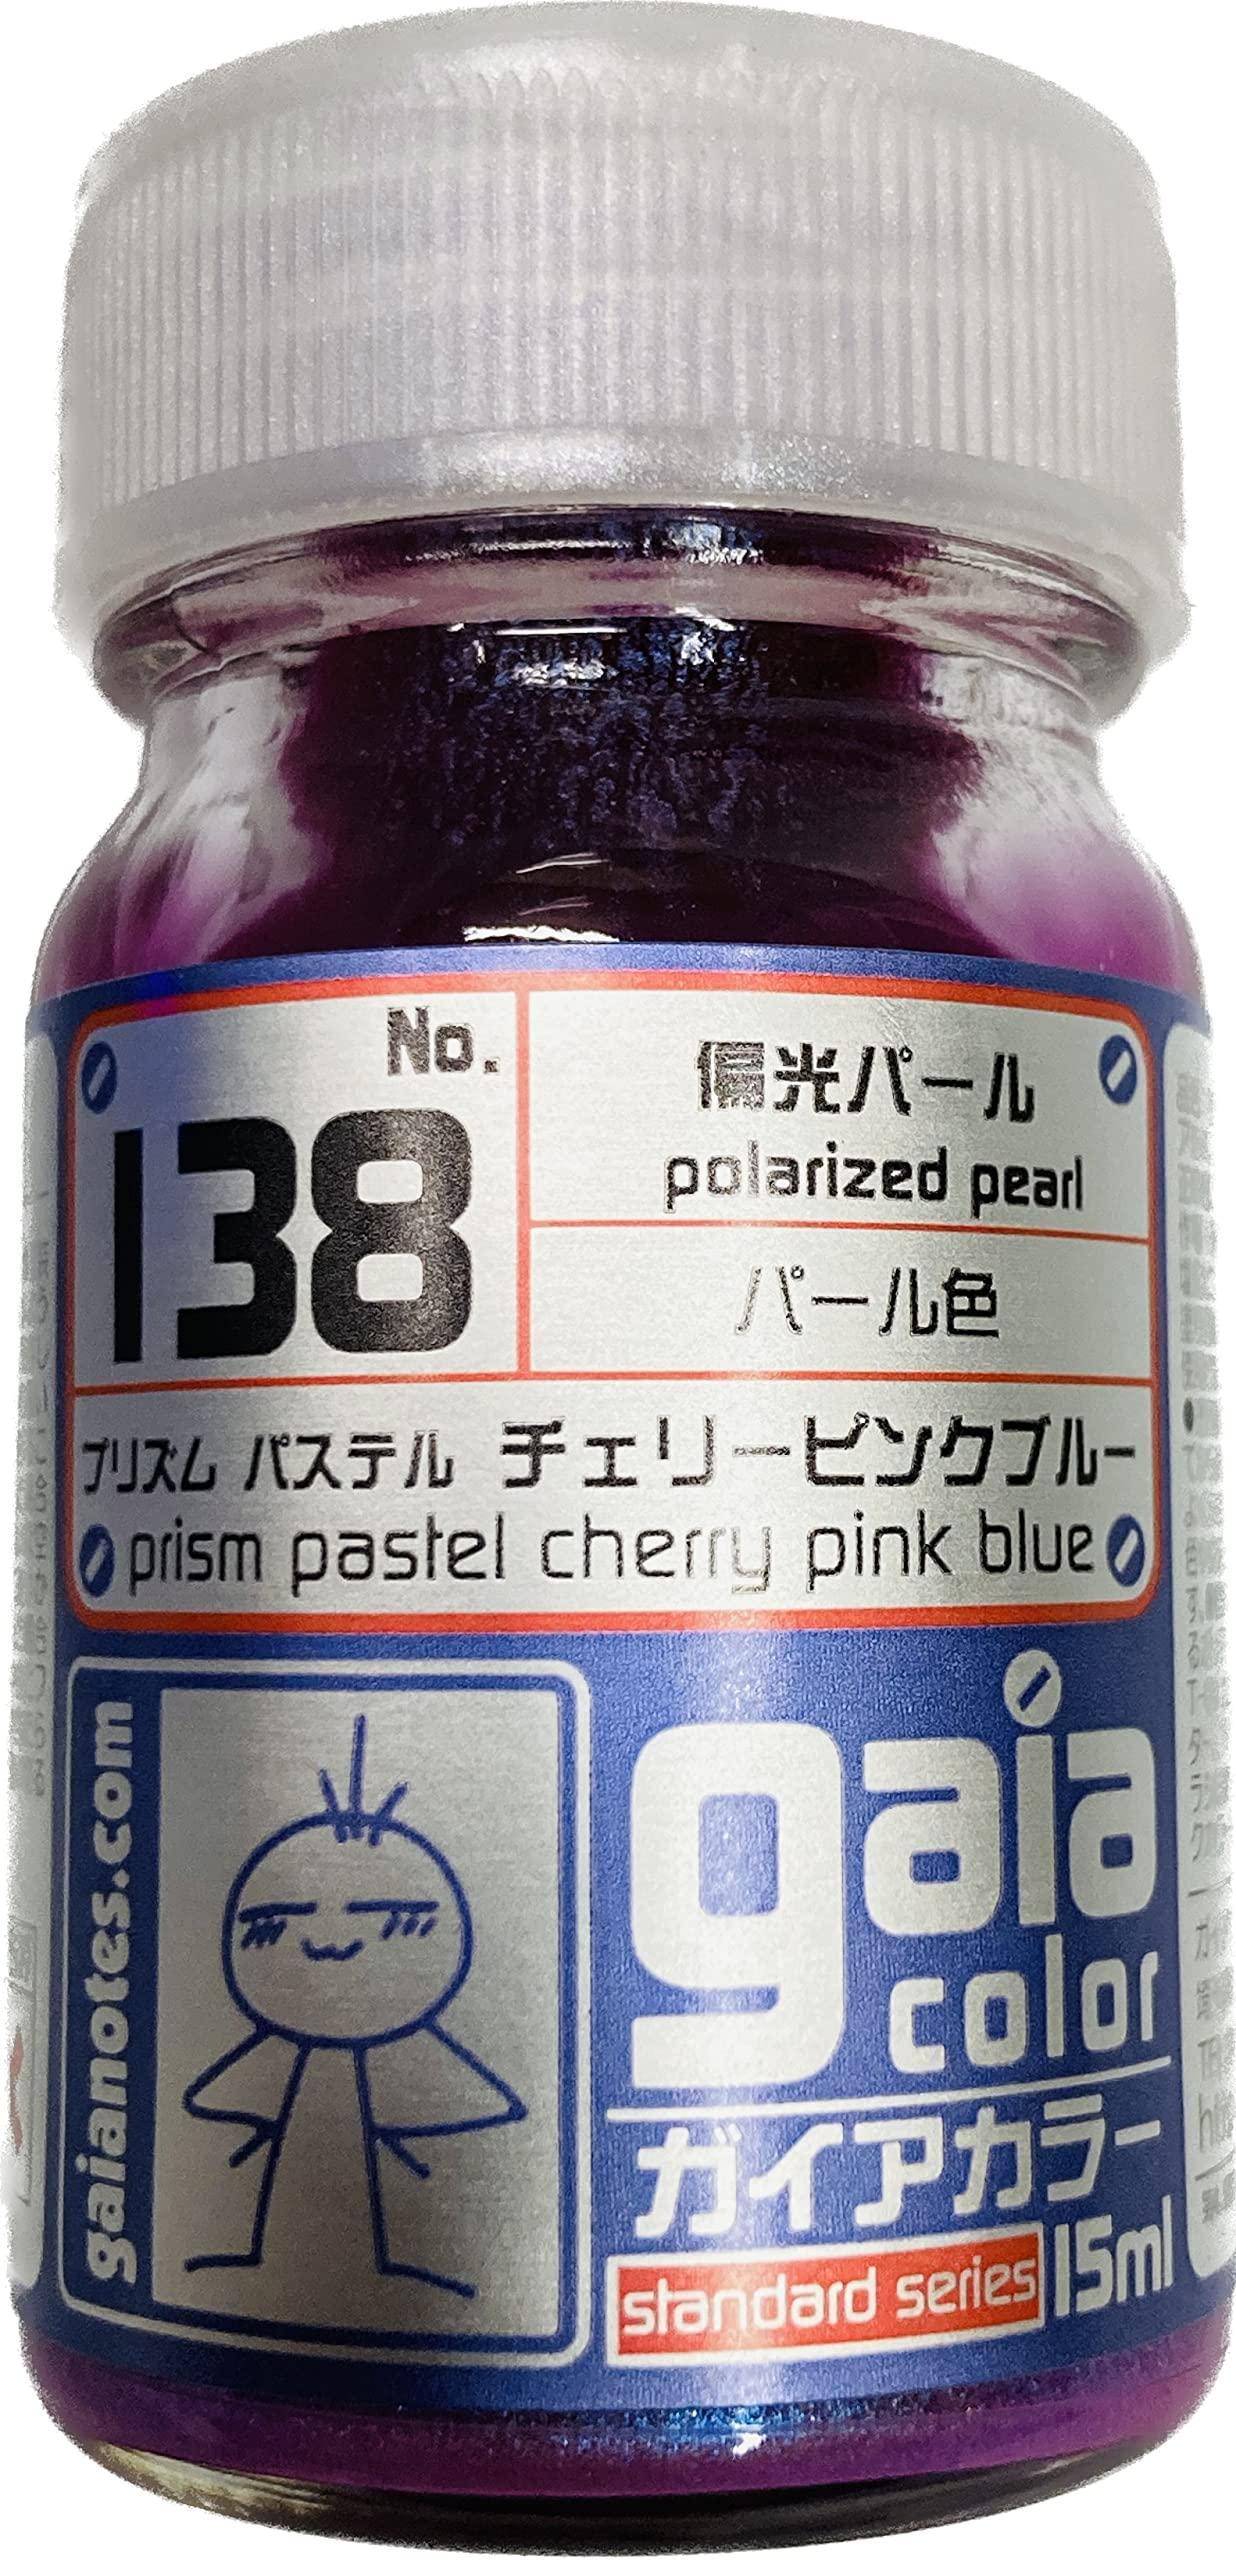 No.
138
偏光パール
polarized pearl
パール色
プリズム パステル チェリーピンクブルー
prism pastel cherry pink blue
gaianotes.com
gaia
color
ガイアカラー
standard series 15ml